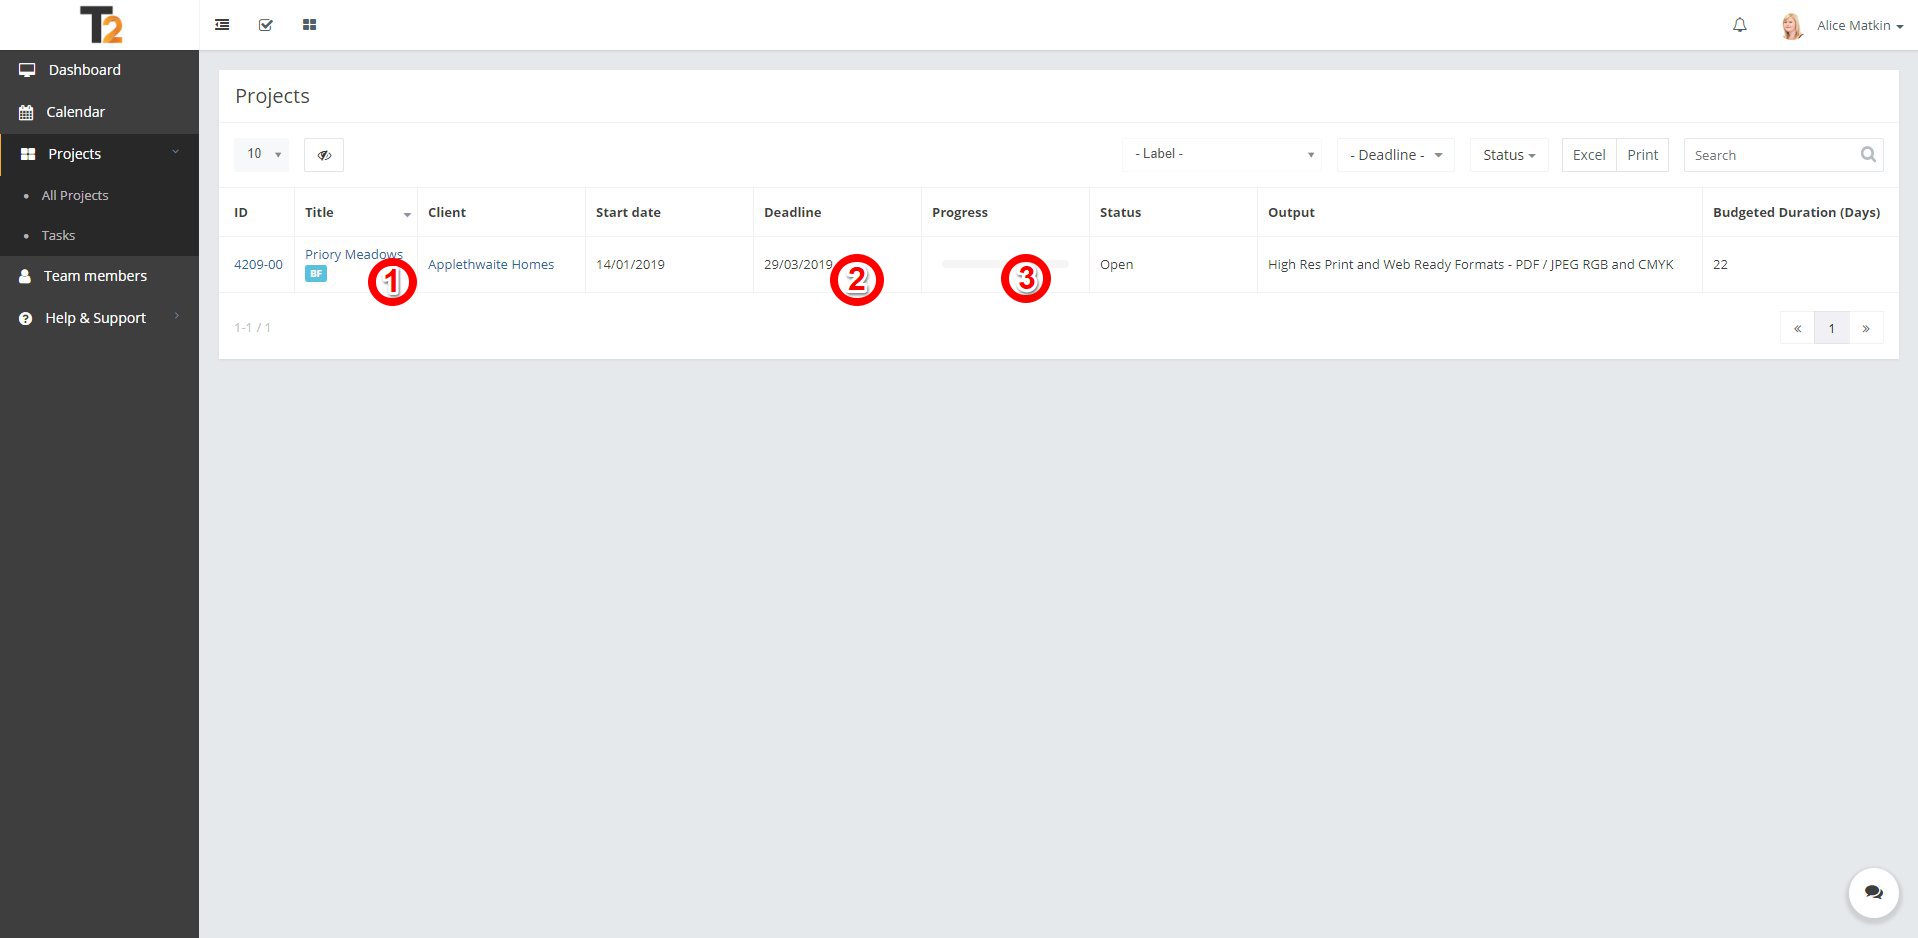 T2
Alice Matkin
Dashboard
Calendar
Projects
All Projects
Tasks
Team members
Help & Support
Projects
10
- Label -
- Deadline -
Status
Excel
Print
Search
ID Title Client Start date Deadline Progress Status Output Budgeted Duration (Days)
4209-00 Priory Meadows Applethwaite Homes 14/01/2019 29/03/2019 Open High Res Print and Web Ready Formats - PDF / JPEG RGB and CMYK 22
BF
1 2 3
1-1 / 1
« 1 »